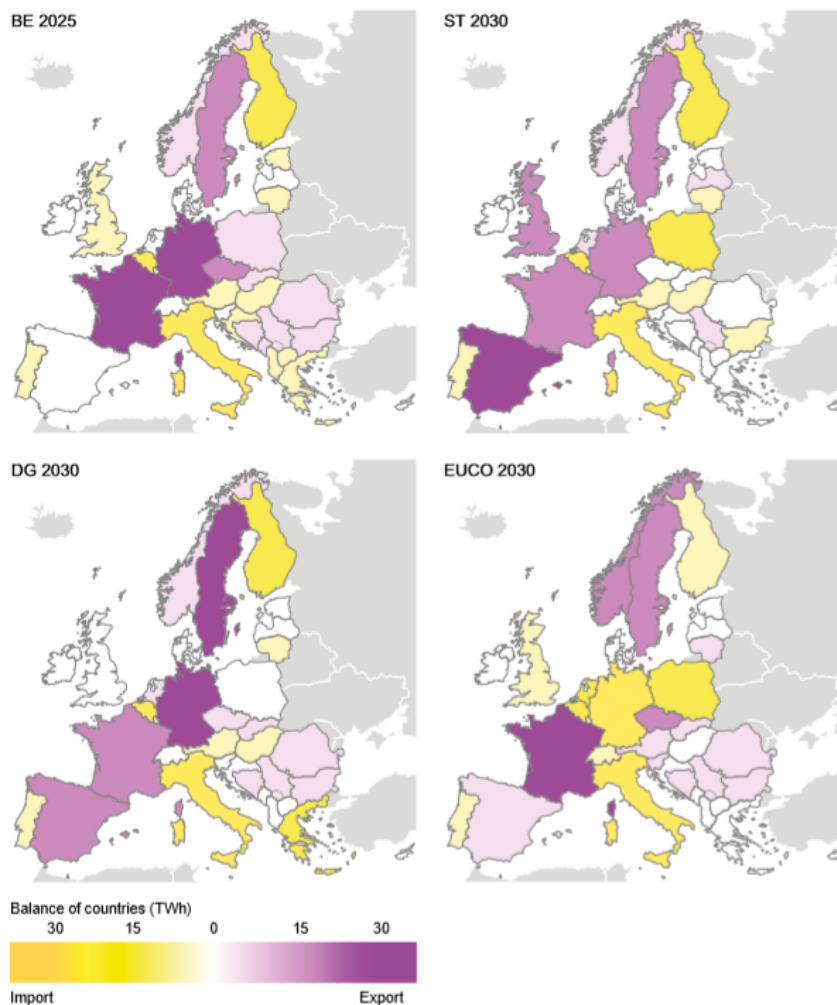 BE 2025
ST 2030
DG 2030
EUCO 2030
Balance of countries (TWh)
30 15 0 15 30
Import Export